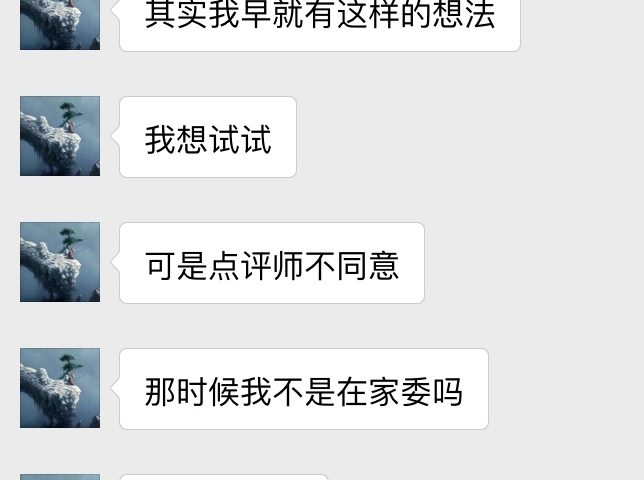 其实我早就有这样的想法
我想试试
可是点评师不同意
那时候我不是在家委吗